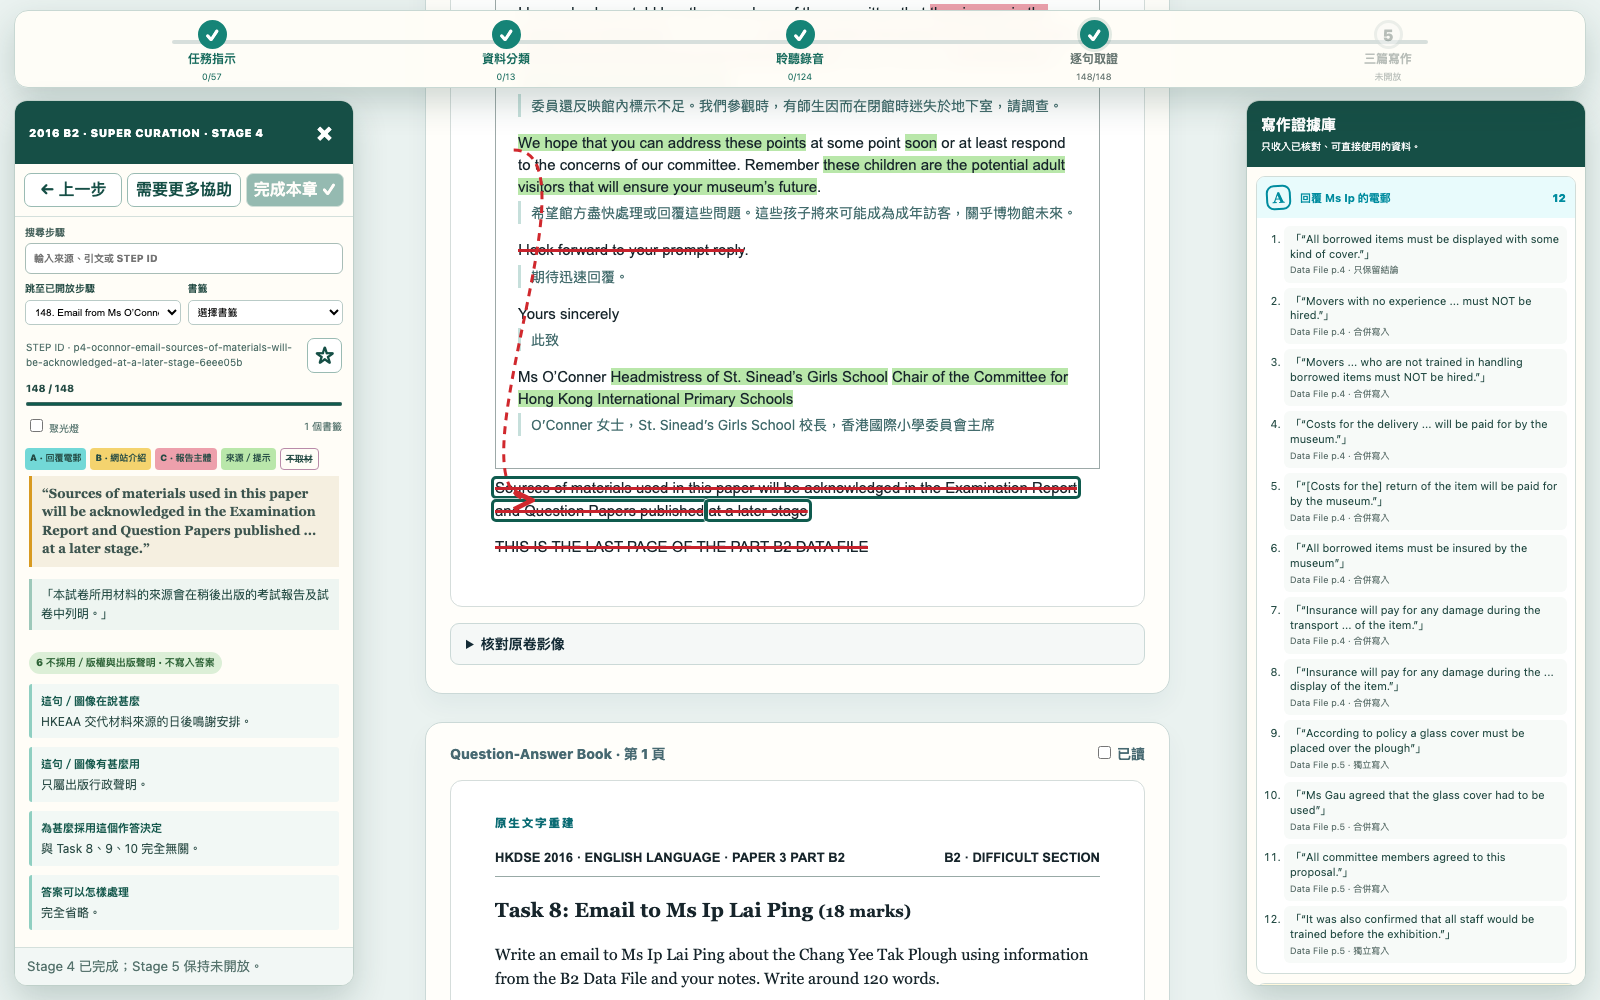 任務指示
0/57
資料分類
0/13
聆聽錄音
0/124
逐句取證
148/148
5
三篇寫作
未開放
2016 B2 · SUPER CURATION · STAGE 4
← 上一步
需要更多協助
完成本章 ✓
搜尋步驟
輸入來源、引文或 STEP ID
跳至已開放步驟
書籤
148. Email from Ms O'Conn
選擇書籤
STEP ID · p4-oconnor-email-sources-of-materials-will-
be-acknowledged-at-a-later-stage-6eee05b
148 / 148
聚光燈
1 個書籤
A · 回覆電郵
B · 網站介紹
C · 報告主體
來源 / 提示
不取材
“Sources of materials used in this paper
will be acknowledged in the Examination
Report and Question Papers published ...
at a later stage.”
「本試卷所用材料的來源會在稍後出版的考試報告及試
卷中列明。」
6 不採用 / 版權與出版聲明 · 不寫入答案
這句 / 圖像在說甚麼
HKEAA 交代材料來源的日後鳴謝安排。
這句 / 圖像有甚麼用
只屬出版行政聲明。
為甚麼採用這個作答決定
與 Task 8、9、10 完全無關。
答案可以怎樣處理
完全省略。
Stage 4 已完成；Stage 5 保持未開放。
委員還反映館內標示不足。我們參觀時，有師生因而在閉館時迷失於地下室，請調查。
We hope that you can address these points at some point soon or at least respond
to the concerns of our committee. Remember these children are the potential adult
visitors that will ensure your museum's future.
希望館方盡快處理或回覆這些問題。這些孩子將來可能成為成年訪客，關乎博物館未來。
I look forward to your prompt reply.
期待迅速回覆。
Yours sincerely
此致
Ms O'Conner Headmistress of St. Sinead's Girls School Chair of the Committee for
Hong Kong International Primary Schools
O'Conner 女士，St. Sinead's Girls School 校長，香港國際小學委員會主席
Sources of materials used in this paper will be acknowledged in the Examination Report
and Question Papers published at a later stage
THIS IS THE LAST PAGE OF THE PART B2 DATA FILE
▶ 核對原卷影像
Question-Answer Book · 第 1 頁
已讀
原生文字重建
HKDSE 2016 · ENGLISH LANGUAGE · PAPER 3 PART B2
B2 · DIFFICULT SECTION
Task 8: Email to Ms Ip Lai Ping (18 marks)
Write an email to Ms Ip Lai Ping about the Chang Yee Tak Plough using information
from the B2 Data File and your notes. Write around 120 words.
寫作證據庫
只收入已核對、可直接使用的資料。
A
回覆 Ms Ip 的電郵
12
1. 「“All borrowed items must be displayed with some
kind of cover.”」
Data File p.4 · 只保留結論
2. 「“Movers with no experience ... must NOT be
hired.”」
Data File p.4 · 合併寫入
3. 「“Movers ... who are not trained in handling
borrowed items must NOT be hired.”」
Data File p.4 · 合併寫入
4. 「“Costs for the delivery ... will be paid for by the
museum.”」
Data File p.4 · 合併寫入
5. 「“[Costs for the] return of the item will be paid for
by the museum.”」
Data File p.4 · 合併寫入
6. 「“All borrowed items must be insured by the
museum”」
Data File p.4 · 合併寫入
7. 「“Insurance will pay for any damage during the
transport ... of the item.”」
Data File p.4 · 合併寫入
8. 「“Insurance will pay for any damage during the ...
display of the item.”」
Data File p.4 · 合併寫入
9. 「“According to policy a glass cover must be
placed over the plough”」
Data File p.5 · 獨立寫入
10. 「“Ms Gau agreed that the glass cover had to be
used”」
Data File p.5 · 合併寫入
11. 「“All committee members agreed to this
proposal.”」
Data File p.5 · 合併寫入
12. 「“It was also confirmed that all staff would be
trained before the exhibition.”」
Data File p.5 · 獨立寫入